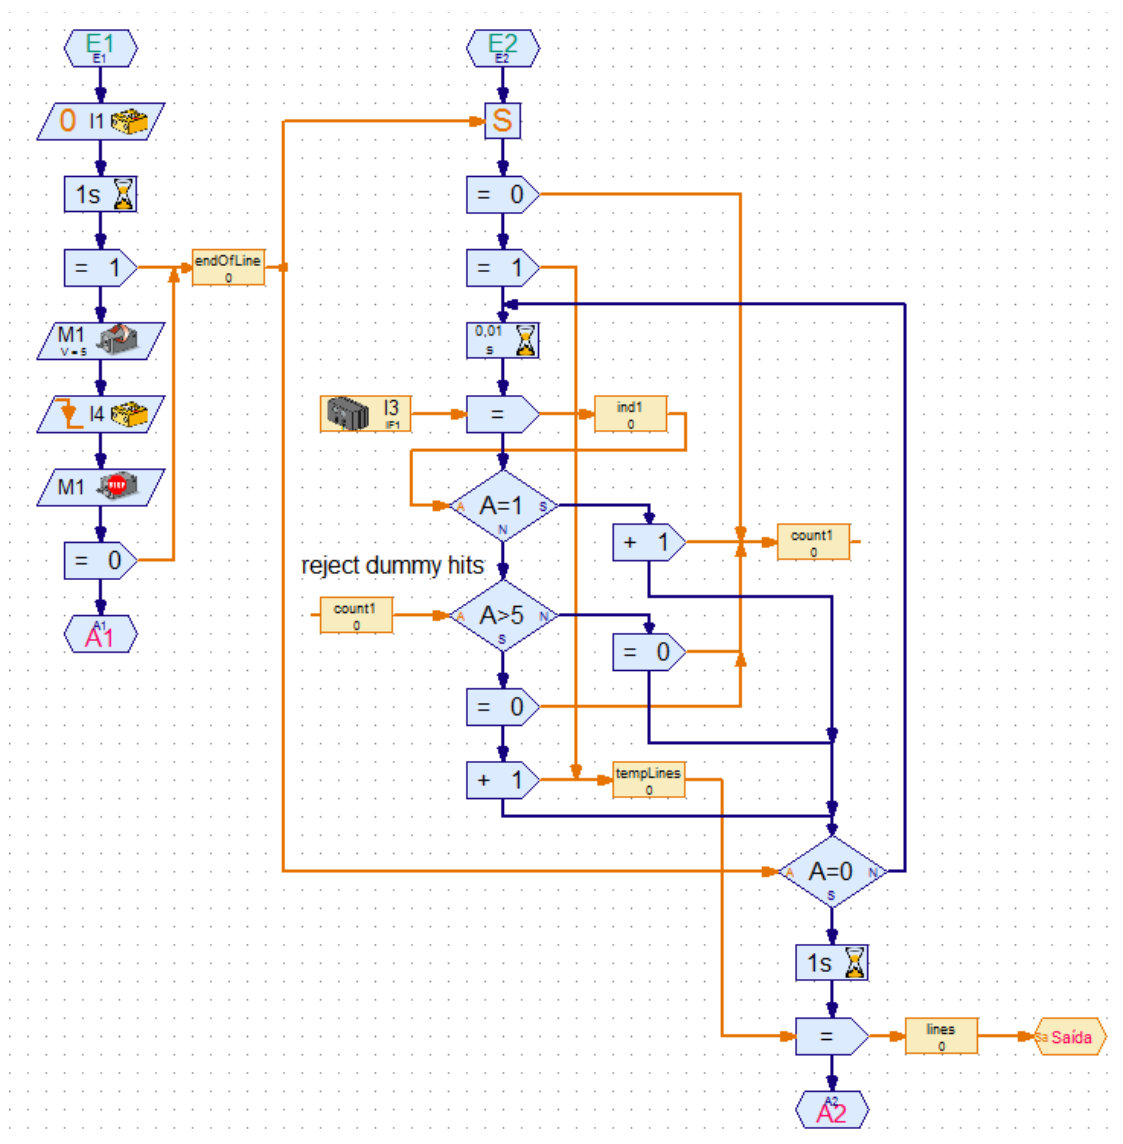 E1
E1
0 I1
1s
= 1
endOfLine
0
M1
V = 5
I4
M1
= 0
A1
A1
E2
E2
S
= 0
= 1
0,01
s
I3
IF1
=
ind1
0
A A=1 S
N
+ 1
count1
0
reject dummy hits
count1
0
A A>5 N
S
= 0
= 0
+ 1
tempLines
0
A A=0 N
S
1s
=
lines
0
Sa Saída
A2
A2